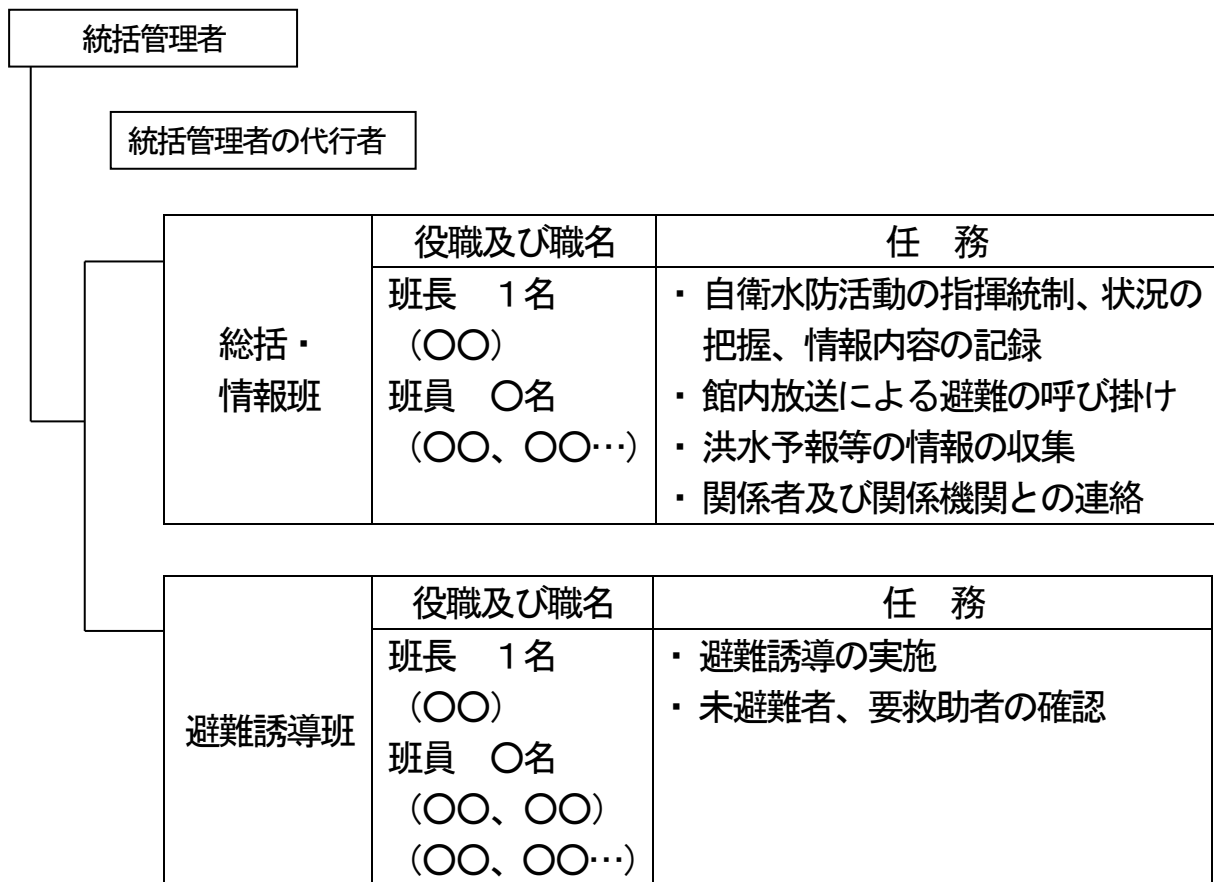 統括管理者
統括管理者の代行者
役職及び職名
任　務
総括・
情報班
班長　１名
（〇〇）
班員　〇名
（〇〇、〇〇…）
・ 自衛水防活動の指揮統制、状況の
把握、情報内容の記録
・ 館内放送による避難の呼び掛け
・ 洪水予報等の情報の収集
・ 関係者及び関係機関との連絡
役職及び職名
任　務
避難誘導班
班長　１名
（〇〇）
班員　〇名
（〇〇、〇〇）
（〇〇、〇〇…）
・ 避難誘導の実施
・ 未避難者、要救助者の確認